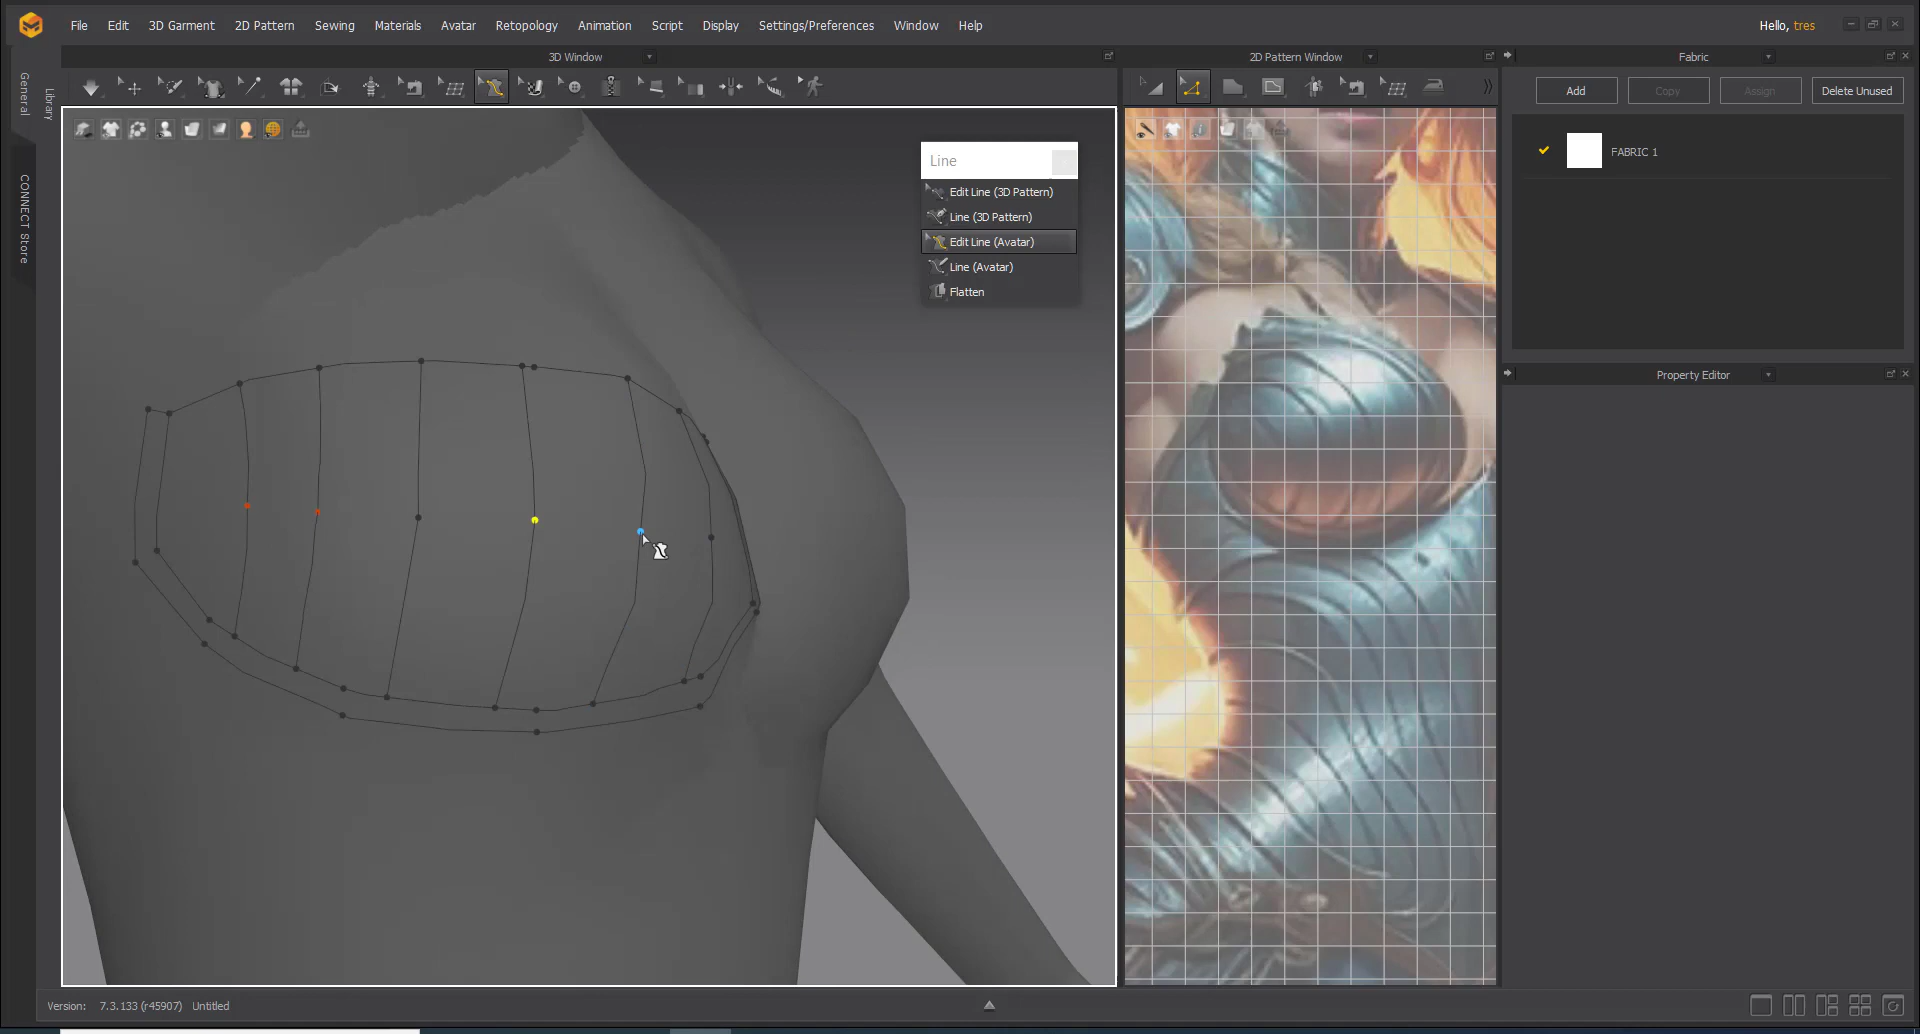 File Edit 3D Garment 2D Pattern Sewing Materials Avatar Retopology Animation Script Display Settings/Preferences Window Help Hello, tres
3D Window
2D Pattern Window
Fabric
General
Library
CONNECT Store
Add Copy Assign Delete Unused
FABRIC 1
Line
Edit Line (3D Pattern)
Line (3D Pattern)
Edit Line (Avatar)
Line (Avatar)
Flatten
Property Editor
Version: 7.3.133 (r45907) Untitled